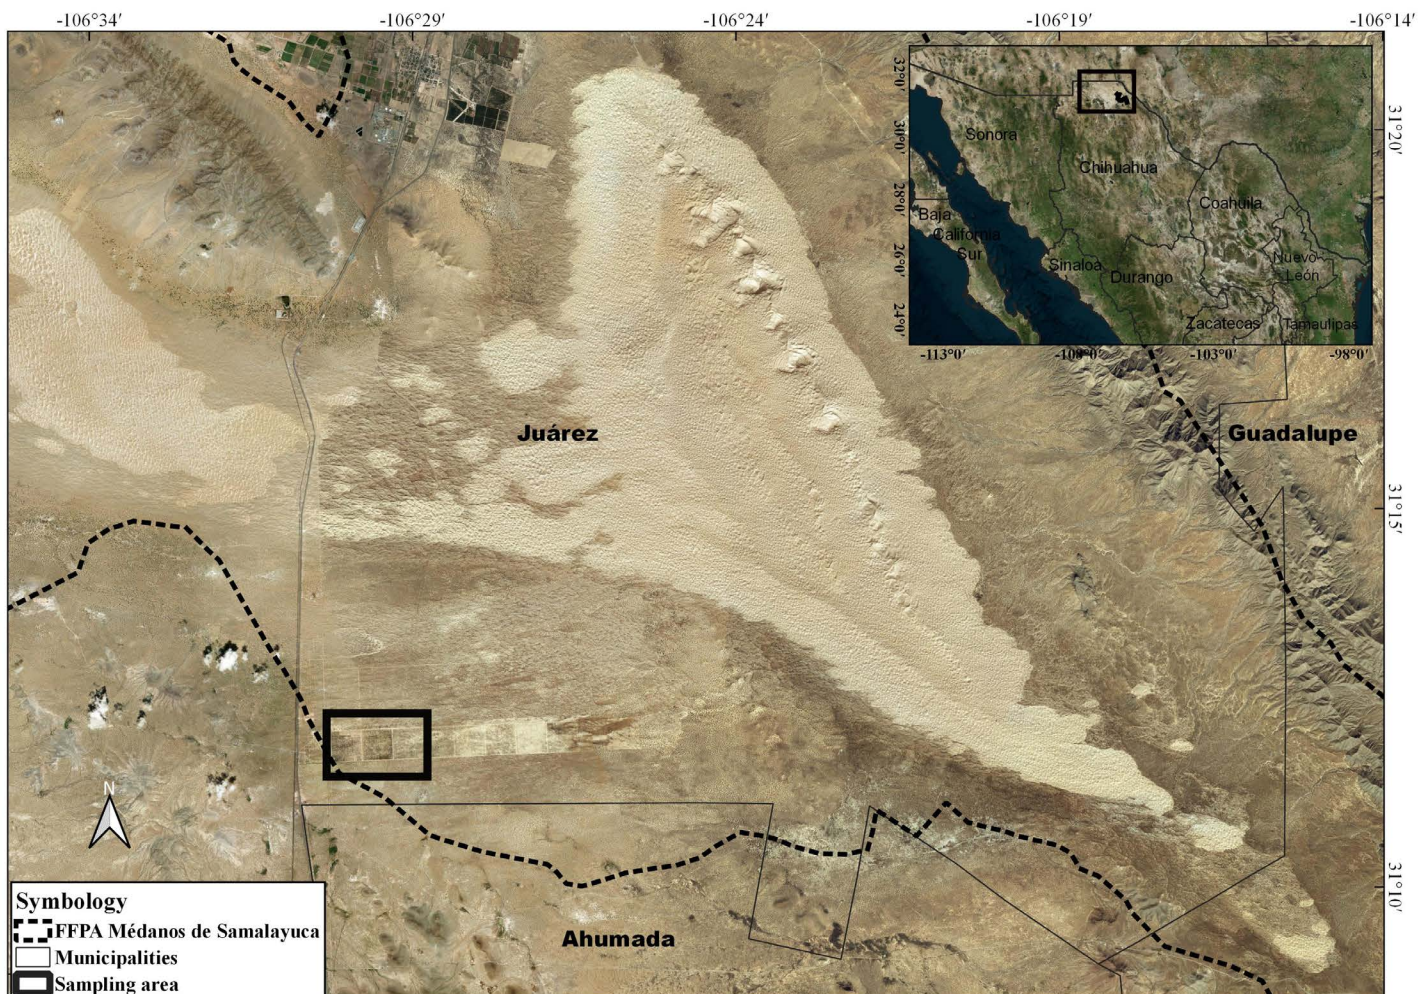 -106°34′
-106°29′
-106°24′
-106°19′
-106°14′
32°0′
30°0′
28°0′
26°0′
24°0′
Sonora
Chihuahua
Coahuila
Baja
California
Sur
Sinaloa
Durango
Nuevo
León
Zacatecas
Tamaulipas
-113°0′
-108°0′
-103°0′
-98°0′
31°20′
31°15′
31°10′
Juárez
Guadalupe
Ahumada
N
Symbology
FFPA Médanos de Samalayuca
Municipalities
Sampling area